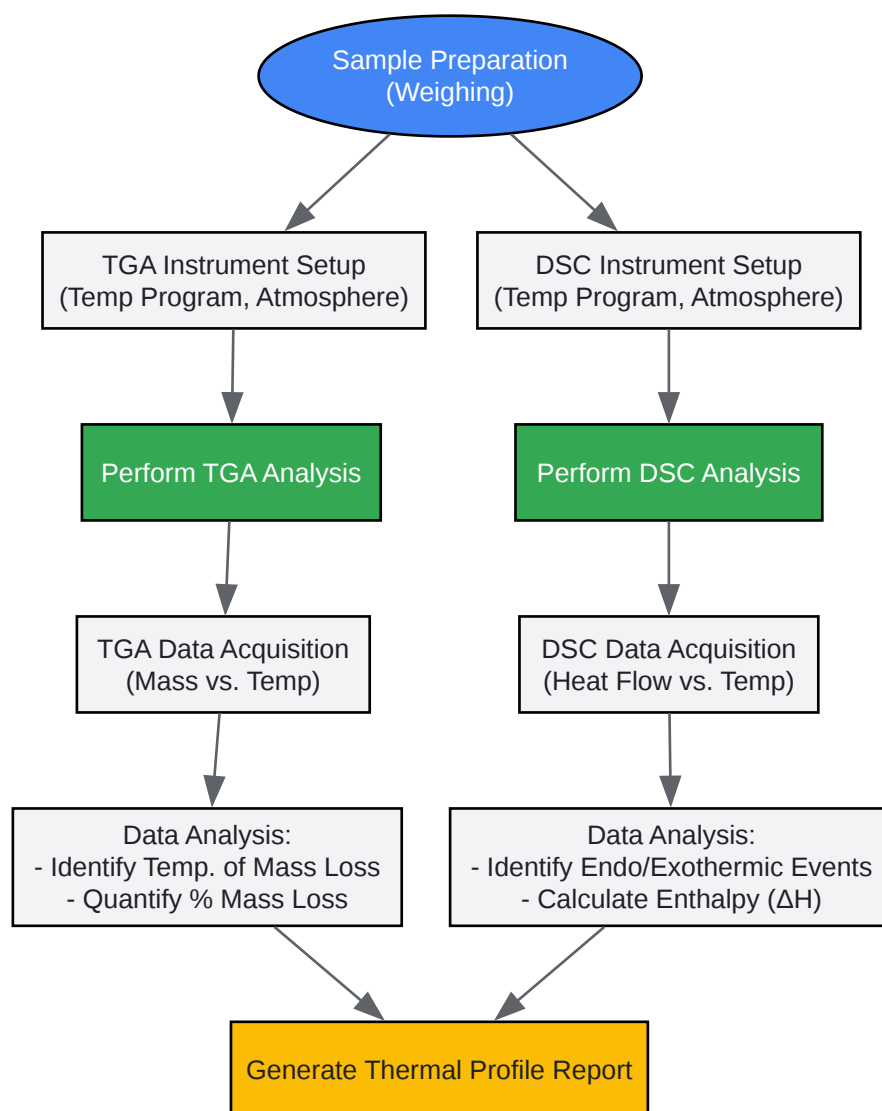 Sample Preparation
(Weighing)
TGA Instrument Setup
(Temp Program, Atmosphere)
DSC Instrument Setup
(Temp Program, Atmosphere)
Perform TGA Analysis
Perform DSC Analysis
TGA Data Acquisition
(Mass vs. Temp)
DSC Data Acquisition
(Heat Flow vs. Temp)
Data Analysis:
- Identify Temp. of Mass Loss
- Quantify % Mass Loss
Data Analysis:
- Identify Endo/Exothermic Events
- Calculate Enthalpy (ΔH)
Generate Thermal Profile Report